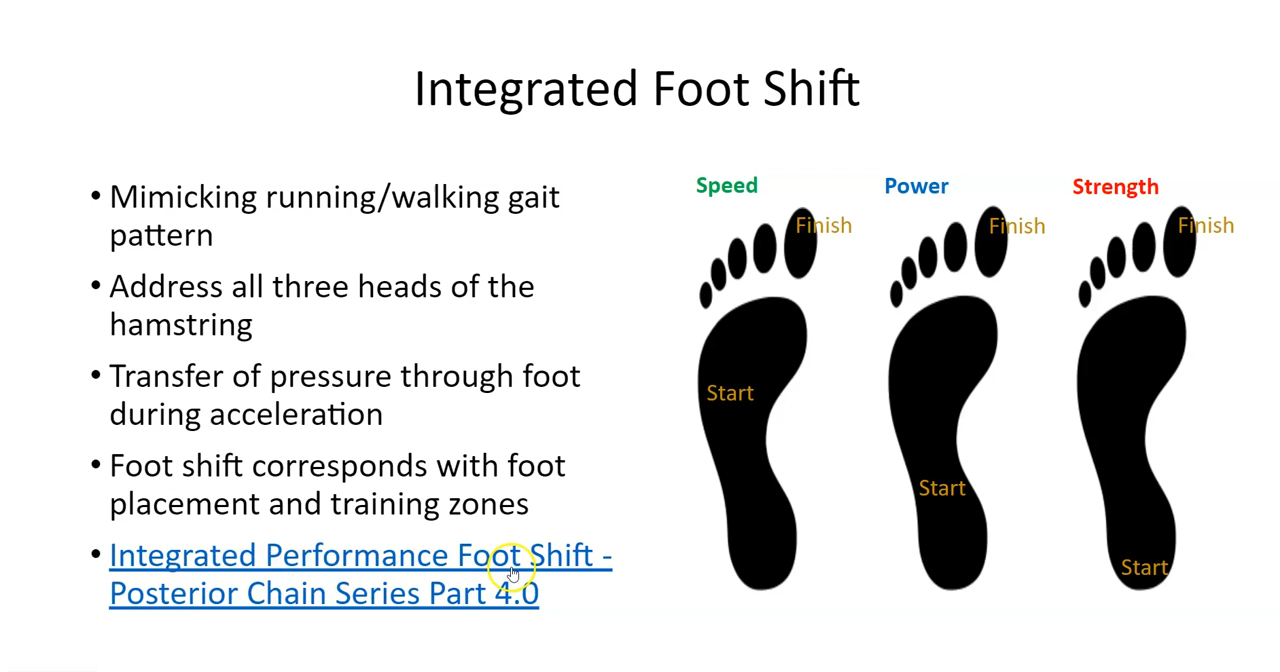 Integrated Foot Shift
• Mimicking running/walking gait
pattern
• Address all three heads of the
hamstring
• Transfer of pressure through foot
during acceleration
• Foot shift corresponds with foot
placement and training zones
• Integrated Performance Foot Shift -
Posterior Chain Series Part 4.0
Speed
Finish
Start
Power
Finish
Start
Strength
Finish
Start